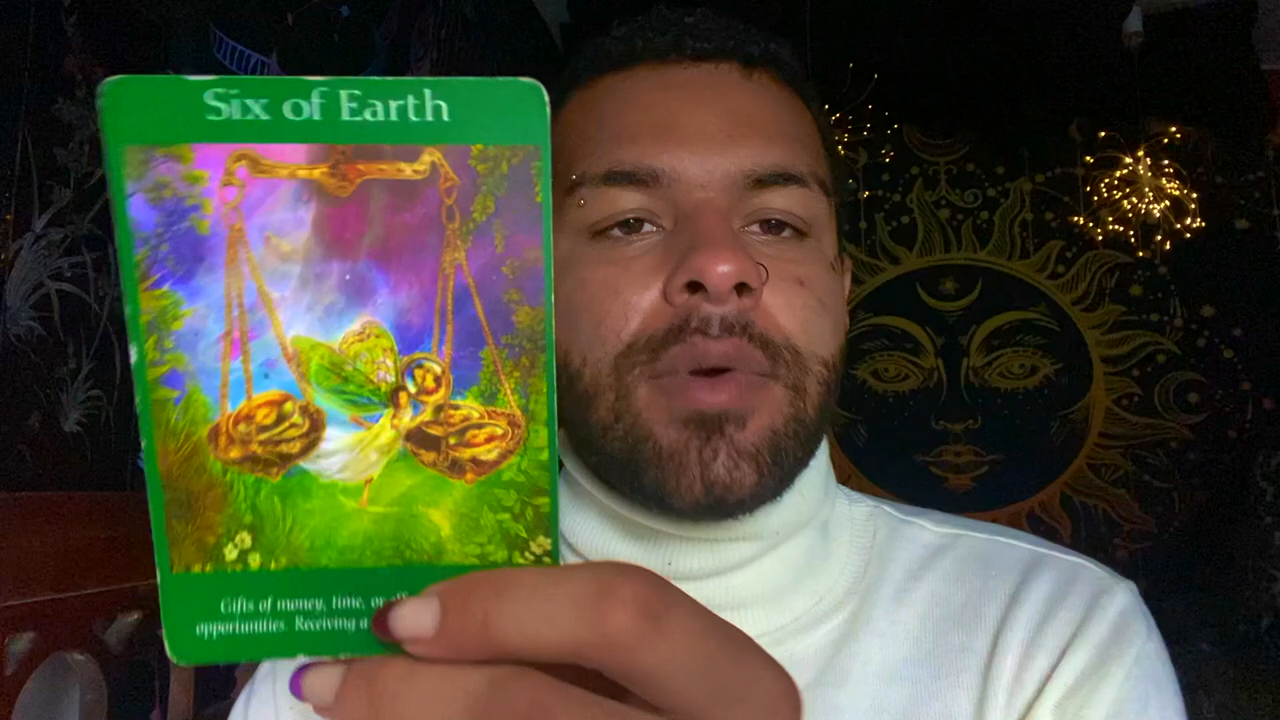 Six of Earth
Gifts of money, time, or
opportunities. Receiving a